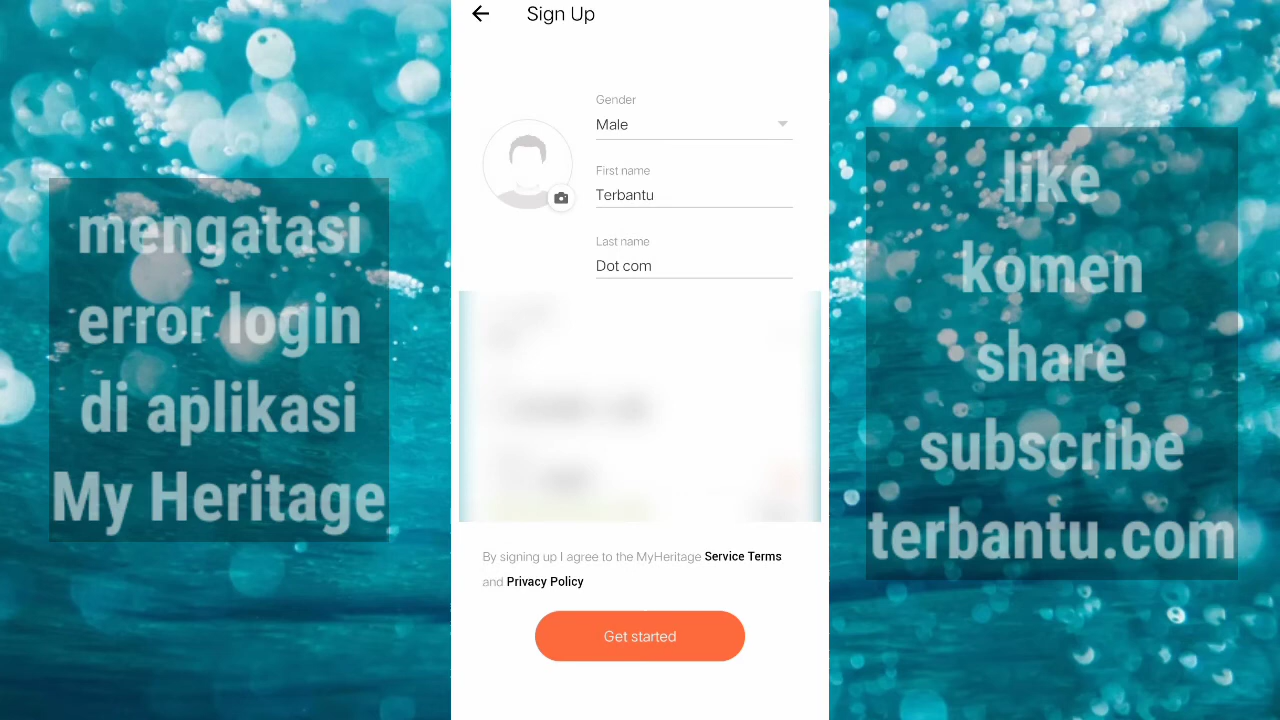 mengatasi
error login
di aplikasi
My Heritage
Sign Up
Gender
Male
First name
Terbantu
Last name
Dot com
By signing up I agree to the MyHeritage Service Terms
and Privacy Policy
Get started
like
komen
share
subscribe
terbantu.com